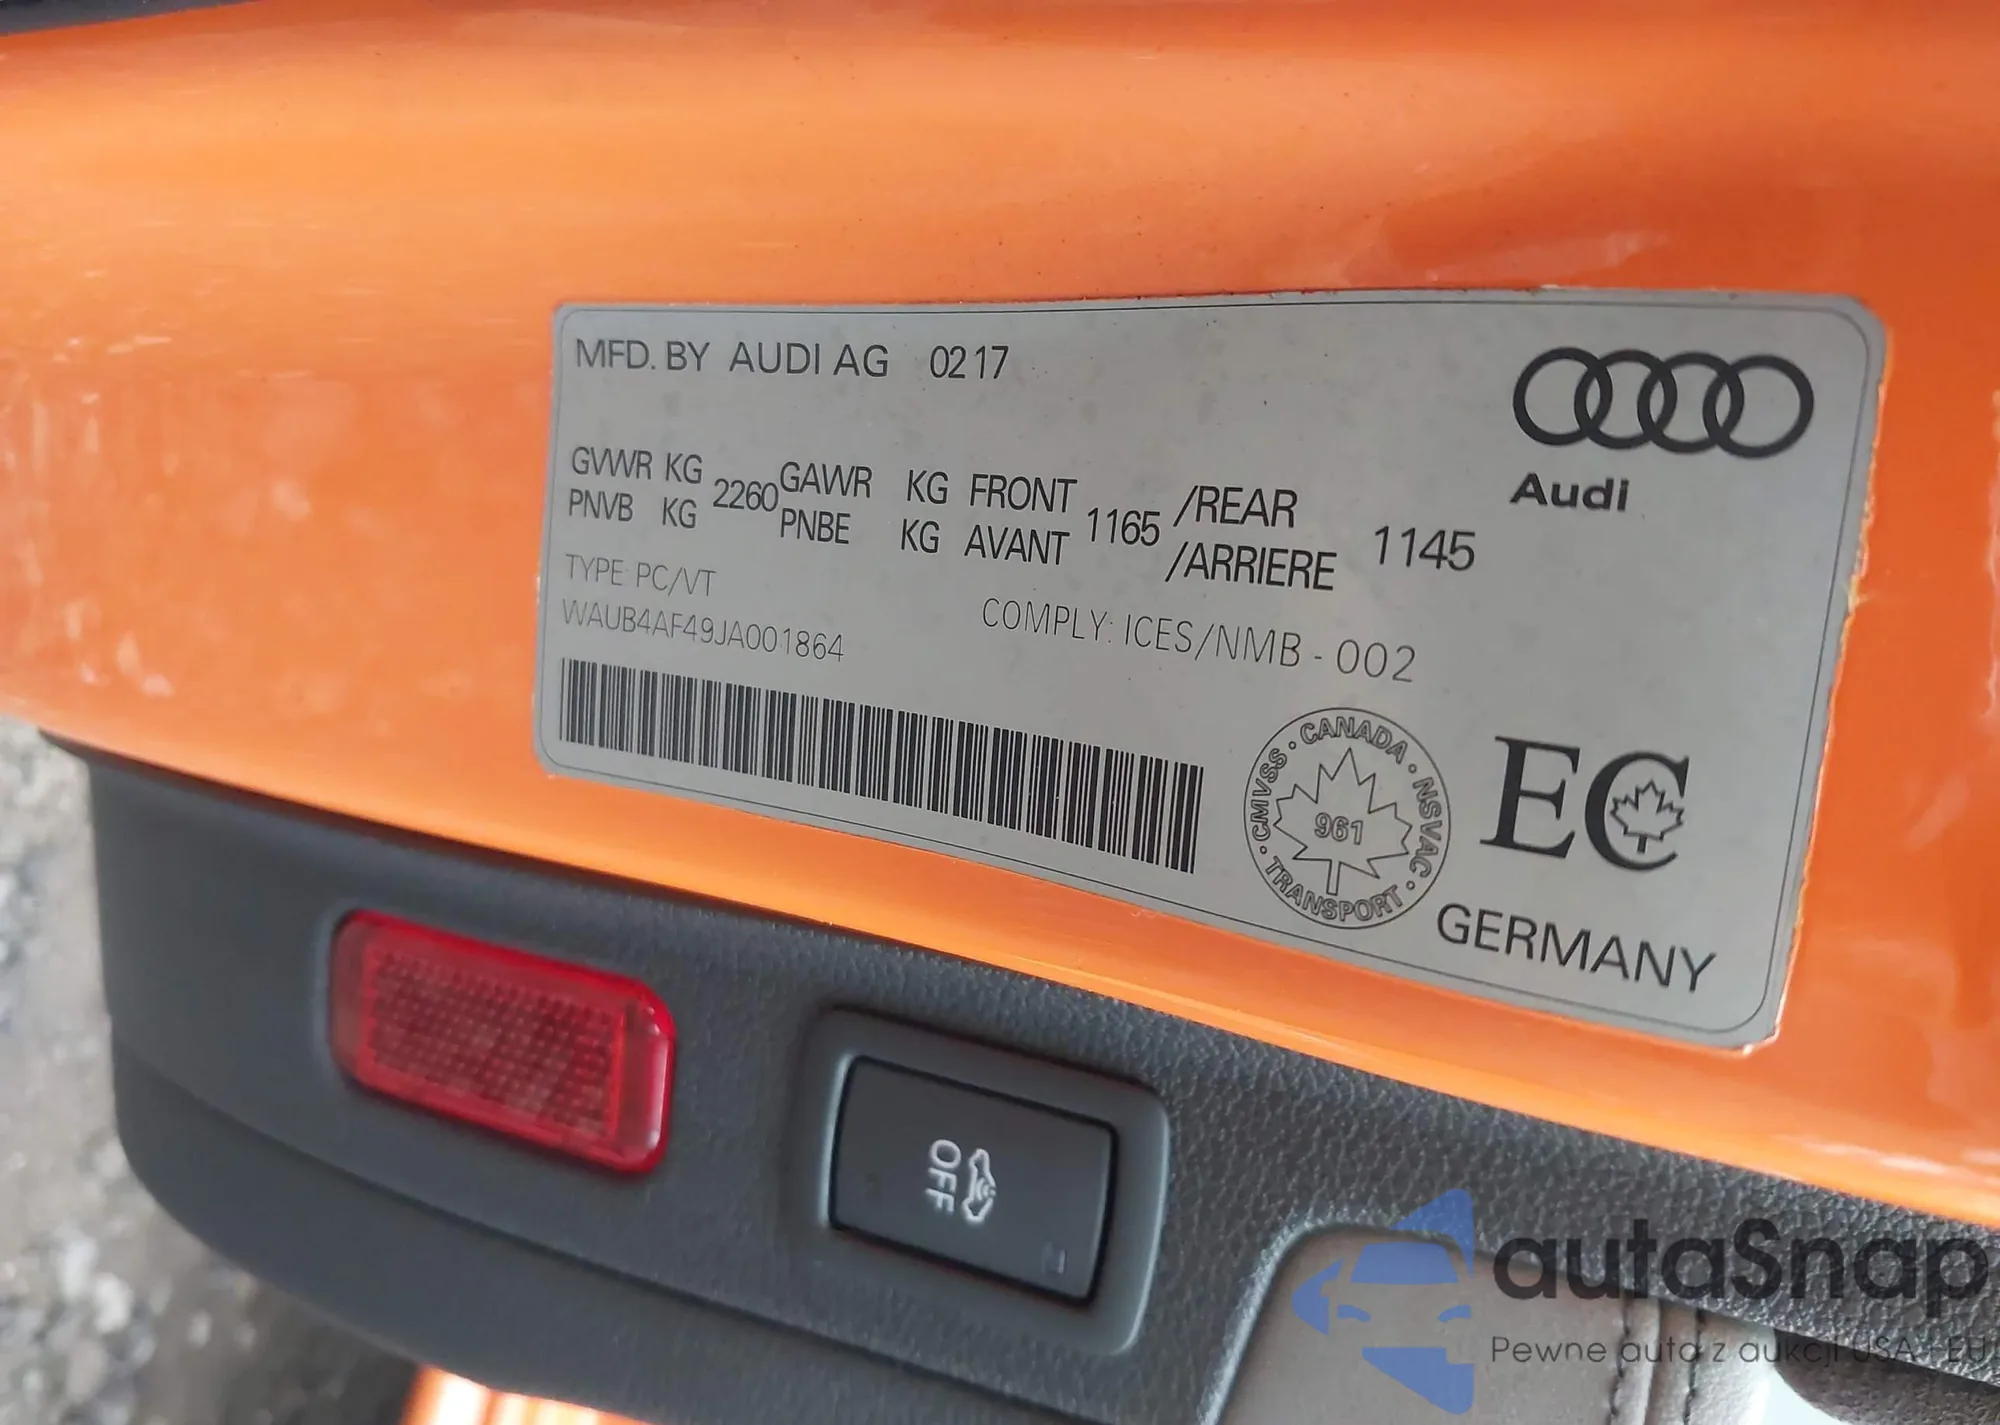 MFD. BY AUDI AG 0217
Audi
GVWR KG 2260 GAWR KG FRONT 1165 /REAR 1145
PNVB KG PNBE KG AVANT /ARRIERE
TYPE: PC/VT
WAUB4AF49JA001864
COMPLY: ICES/NMB - 002
CANADA · NSVAC · TRANSPORT · CMVSS ·
961
EC
GERMANY
OFF
autaSnap
Pewne auta z aukcji USA i EU